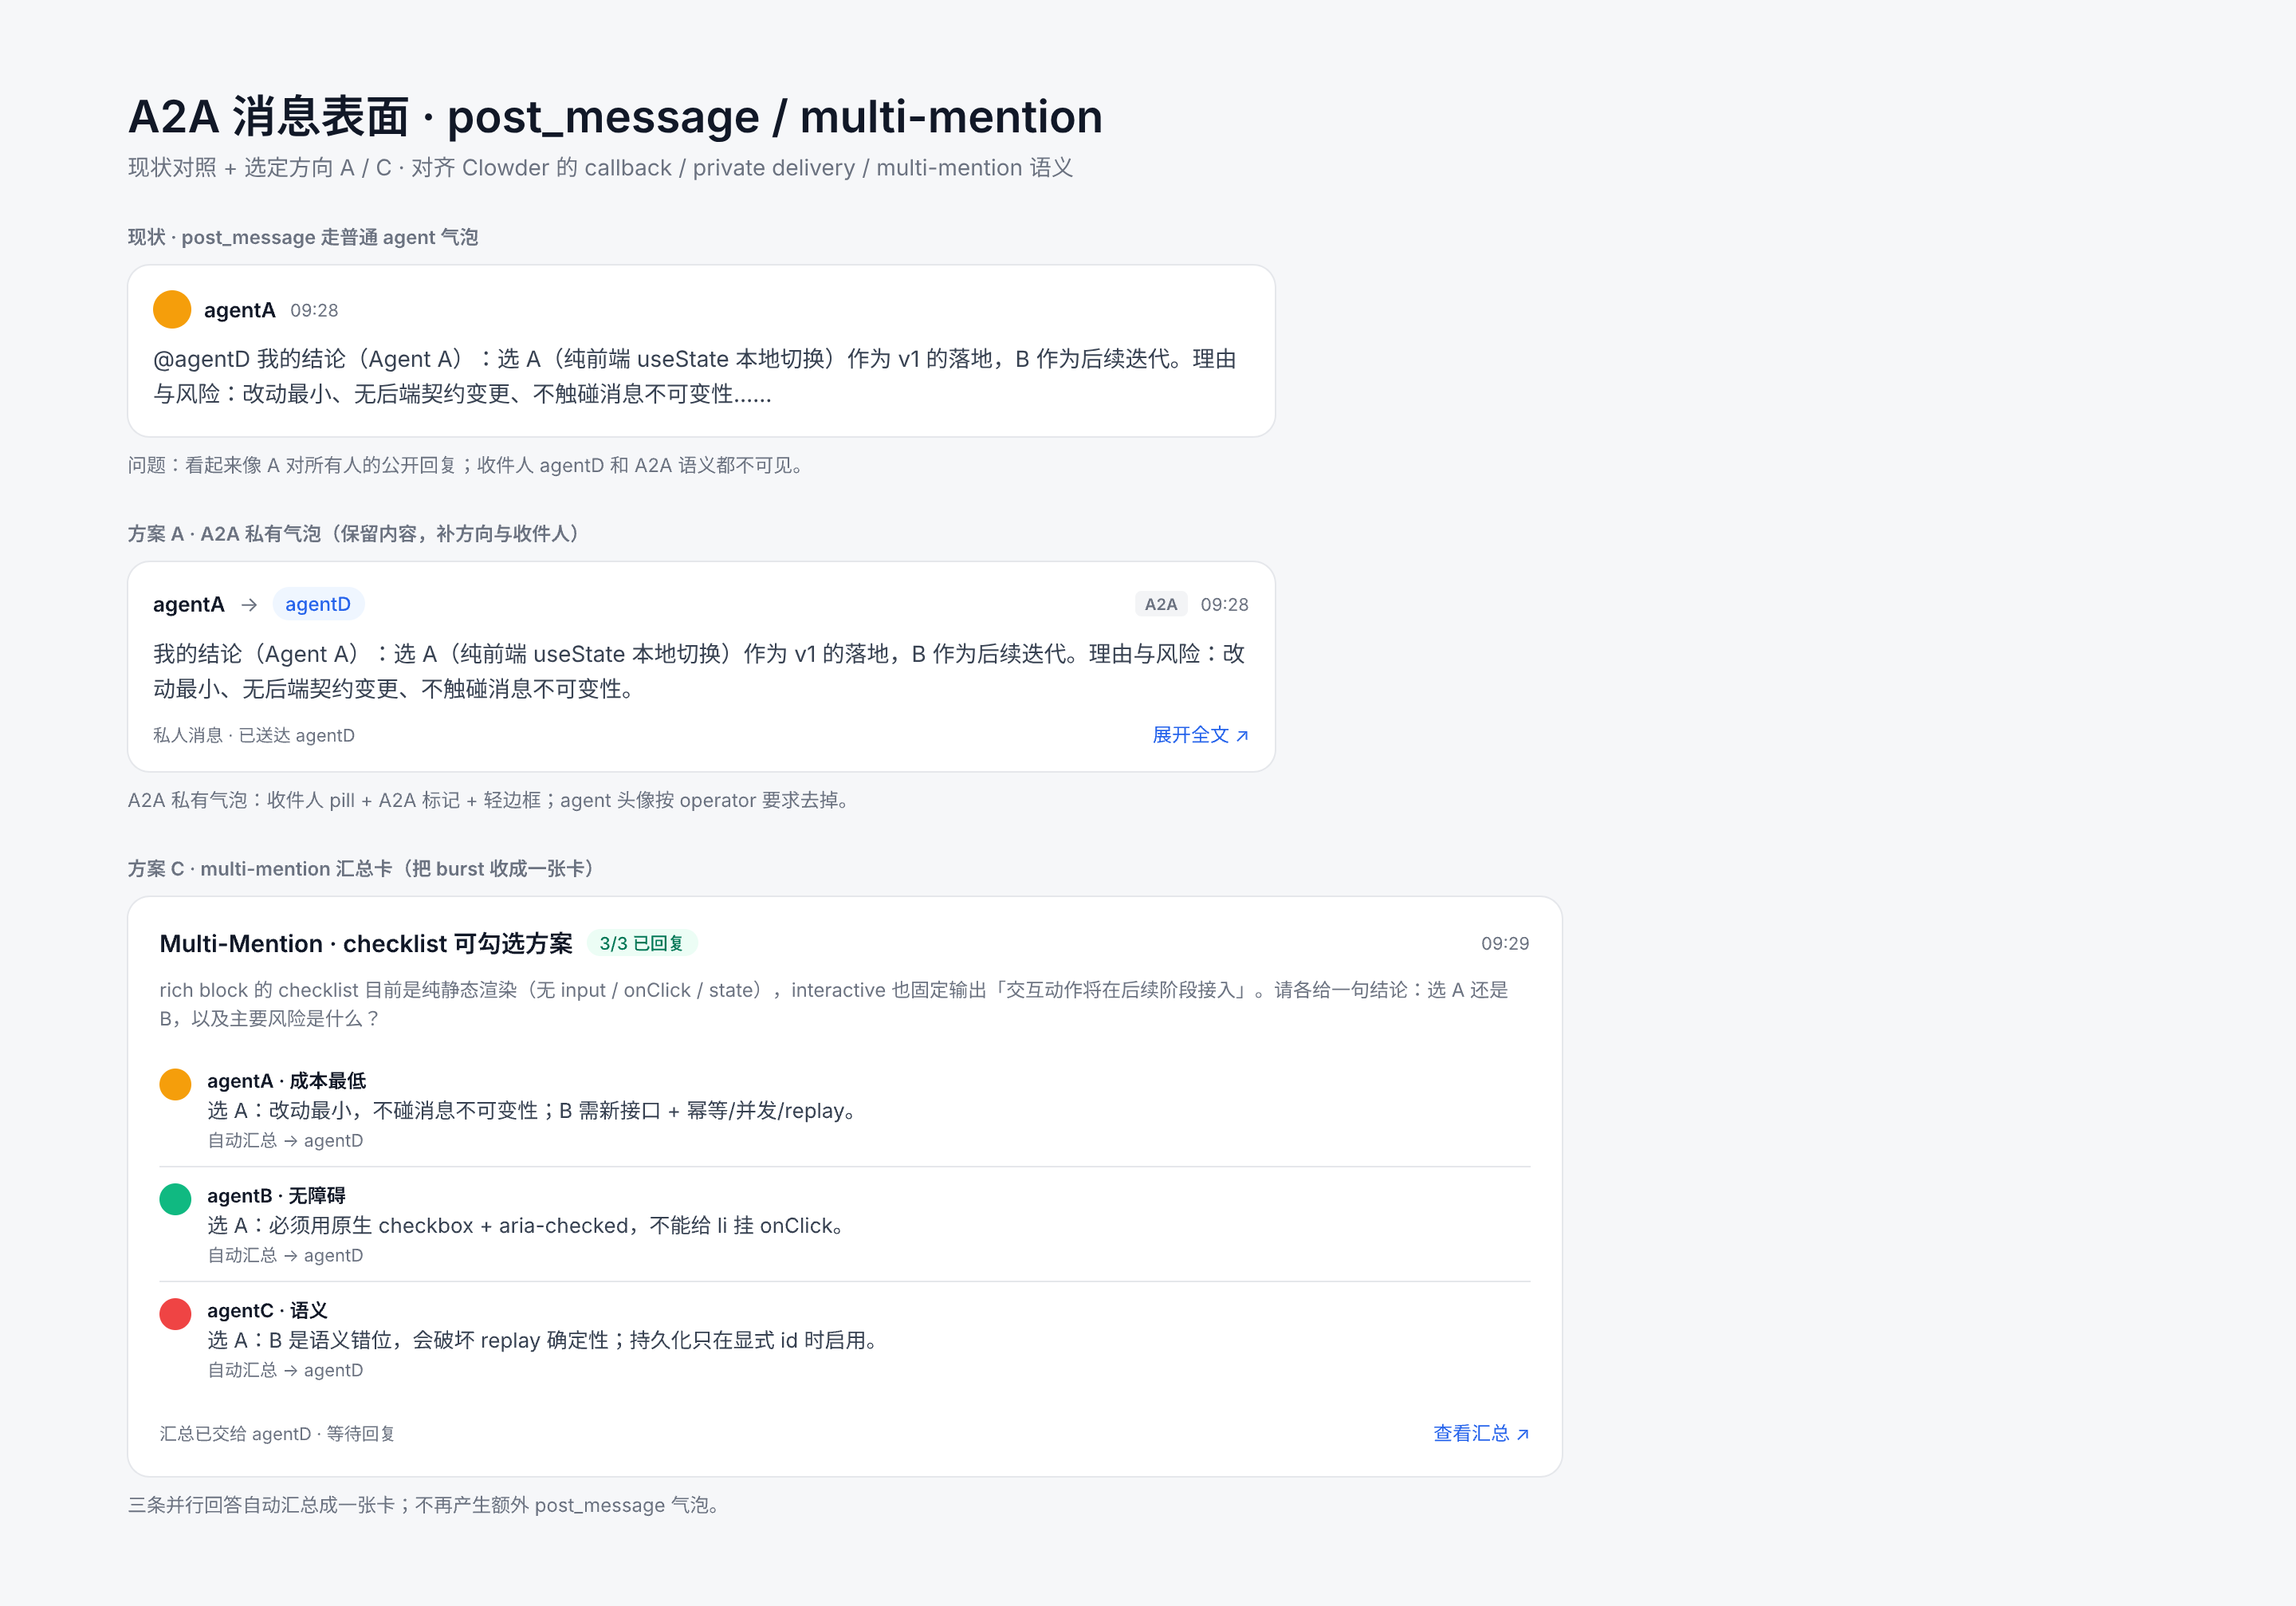 A2A 消息表面 · post_message / multi-mention
现状对照 + 选定方向 A / C · 对齐 Clowder 的 callback / private delivery / multi-mention 语义
现状 · post_message 走普通 agent 气泡
agentA 09:28
@agentD 我的结论（Agent A）：选 A（纯前端 useState 本地切换）作为 v1 的落地，B 作为后续迭代。理由
与风险：改动最小、无后端契约变更、不触碰消息不可变性……
问题：看起来像 A 对所有人的公开回复；收件人 agentD 和 A2A 语义都不可见。
方案 A · A2A 私有气泡（保留内容，补方向与收件人）
agentA → agentD A2A 09:28
我的结论（Agent A）：选 A（纯前端 useState 本地切换）作为 v1 的落地，B 作为后续迭代。理由与风险：改
动最小、无后端契约变更、不触碰消息不可变性。
私人消息 · 已送达 agentD 展开全文 ↗
A2A 私有气泡：收件人 pill + A2A 标记 + 轻边框；agent 头像按 operator 要求去掉。
方案 C · multi-mention 汇总卡（把 burst 收成一张卡）
Multi-Mention · checklist 可勾选方案 3/3 已回复 09:29
rich block 的 checklist 目前是纯静态渲染（无 input / onClick / state），interactive 也固定输出「交互动作将在后续阶段接入」。请各给一句结论：选 A 还是
B，以及主要风险是什么？
agentA · 成本最低
选 A：改动最小，不碰消息不可变性；B 需新接口 + 幂等/并发/replay。
自动汇总 → agentD
agentB · 无障碍
选 A：必须用原生 checkbox + aria-checked，不能给 li 挂 onClick。
自动汇总 → agentD
agentC · 语义
选 A：B 是语义错位，会破坏 replay 确定性；持久化只在显式 id 时启用。
自动汇总 → agentD
汇总已交给 agentD · 等待回复 查看汇总 ↗
三条并行回答自动汇总成一张卡；不再产生额外 post_message 气泡。